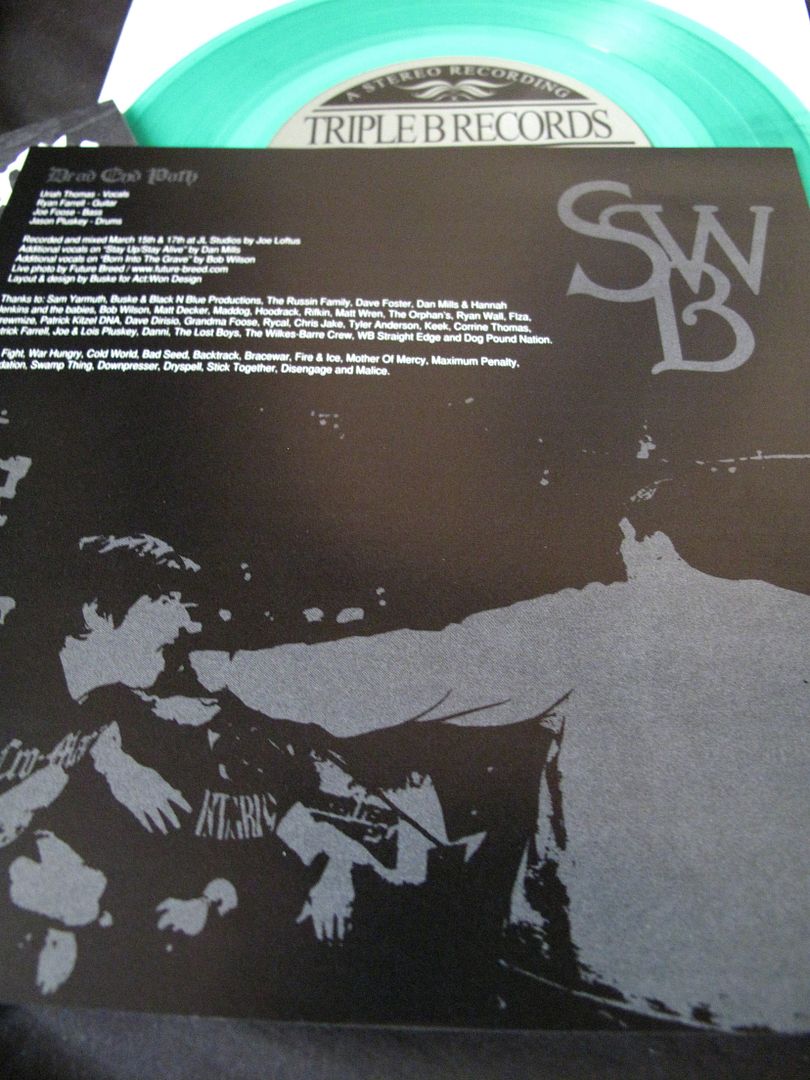 A STEREO RECORDING
TRIPLE B RECORDS
Dead End Path
Uriah Thomas - Vocals
Ryan Farrell - Guitar
Joe Foose - Bass
Jason Pluskey - Drums
SWB
Recorded and mixed March 15th & 17th at JL Studios by Joe Loftus
Additional vocals on "Stay Up/Stay Alive" by Dan Mills
Additional vocals on "Born Into The Grave" by Bob Wilson
Live photo by Future Breed / www.future-breed.com
Layout & design by Buske for Act:Won Design
Thanks to: Sam Yarmuth, Buske & Black N Blue Productions, The Russin Family, Dave Foster, Dan Mills & Hannah
and the babies, Bob Wilson, Matt Decker, Maddog, Hoodrack, Rifkin, Matt Wren, The Orphan's, Ryan Wall, Fiza,
Patrick Kitzel DNA, Dave Dirisio, Grandma Foose, Rycal, Chris Jake, Tyler Anderson, Keek, Corrine Thomas,
Farrell, Joe & Lois Pluskey, Danni, The Lost Boys, The Wilkes-Barre Crew, WB Straight Edge and Dog Pound Nation.
Fight, War Hungry, Cold World, Bad Seed, Backtrack, Bracewar, Fire & Ice, Mother Of Mercy, Maximum Penalty,
Swamp Thing, Downpresser, Dryspell, Stick Together, Disengage and Malice.